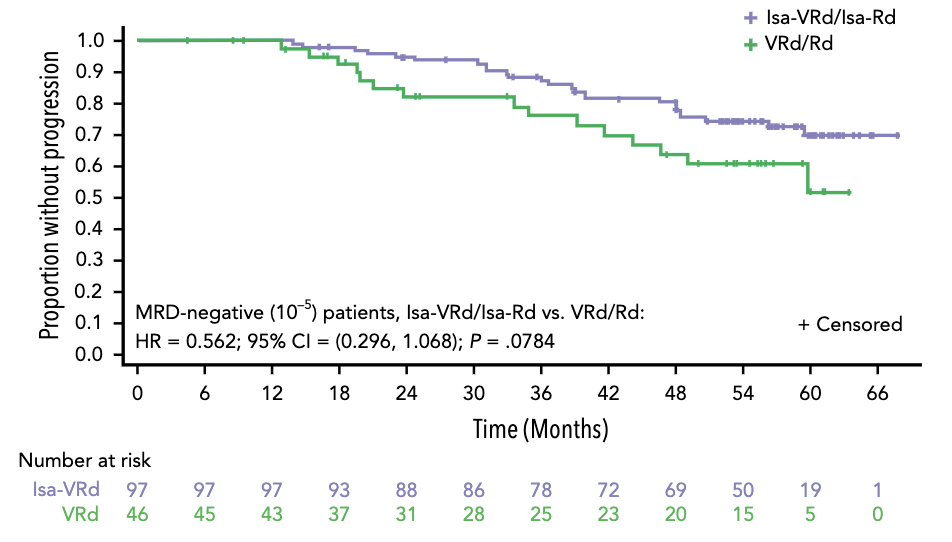 Isa-VRd/Isa-Rd
VRd/Rd
Proportion without progression
1.0
0.9
0.8
0.7
0.6
0.5
0.4
0.3
0.2
0.1
0.0
MRD-negative (10⁻⁵) patients, Isa-VRd/Isa-Rd vs. VRd/Rd:
HR = 0.562; 95% CI = (0.296, 1.068); P = .0784
+ Censored
0 6 12 18 24 30 36 42 48 54 60 66
Time (Months)
Number at risk
Isa-VRd 97 97 97 93 88 86 78 72 69 50 19 1
VRd 46 45 43 37 31 28 25 23 20 15 5 0